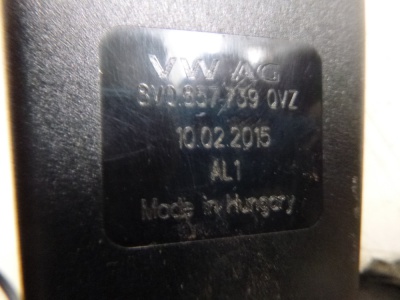 VW AG
8V0.857.739 QVZ
10.02.2015
AL1
Made in Hungary